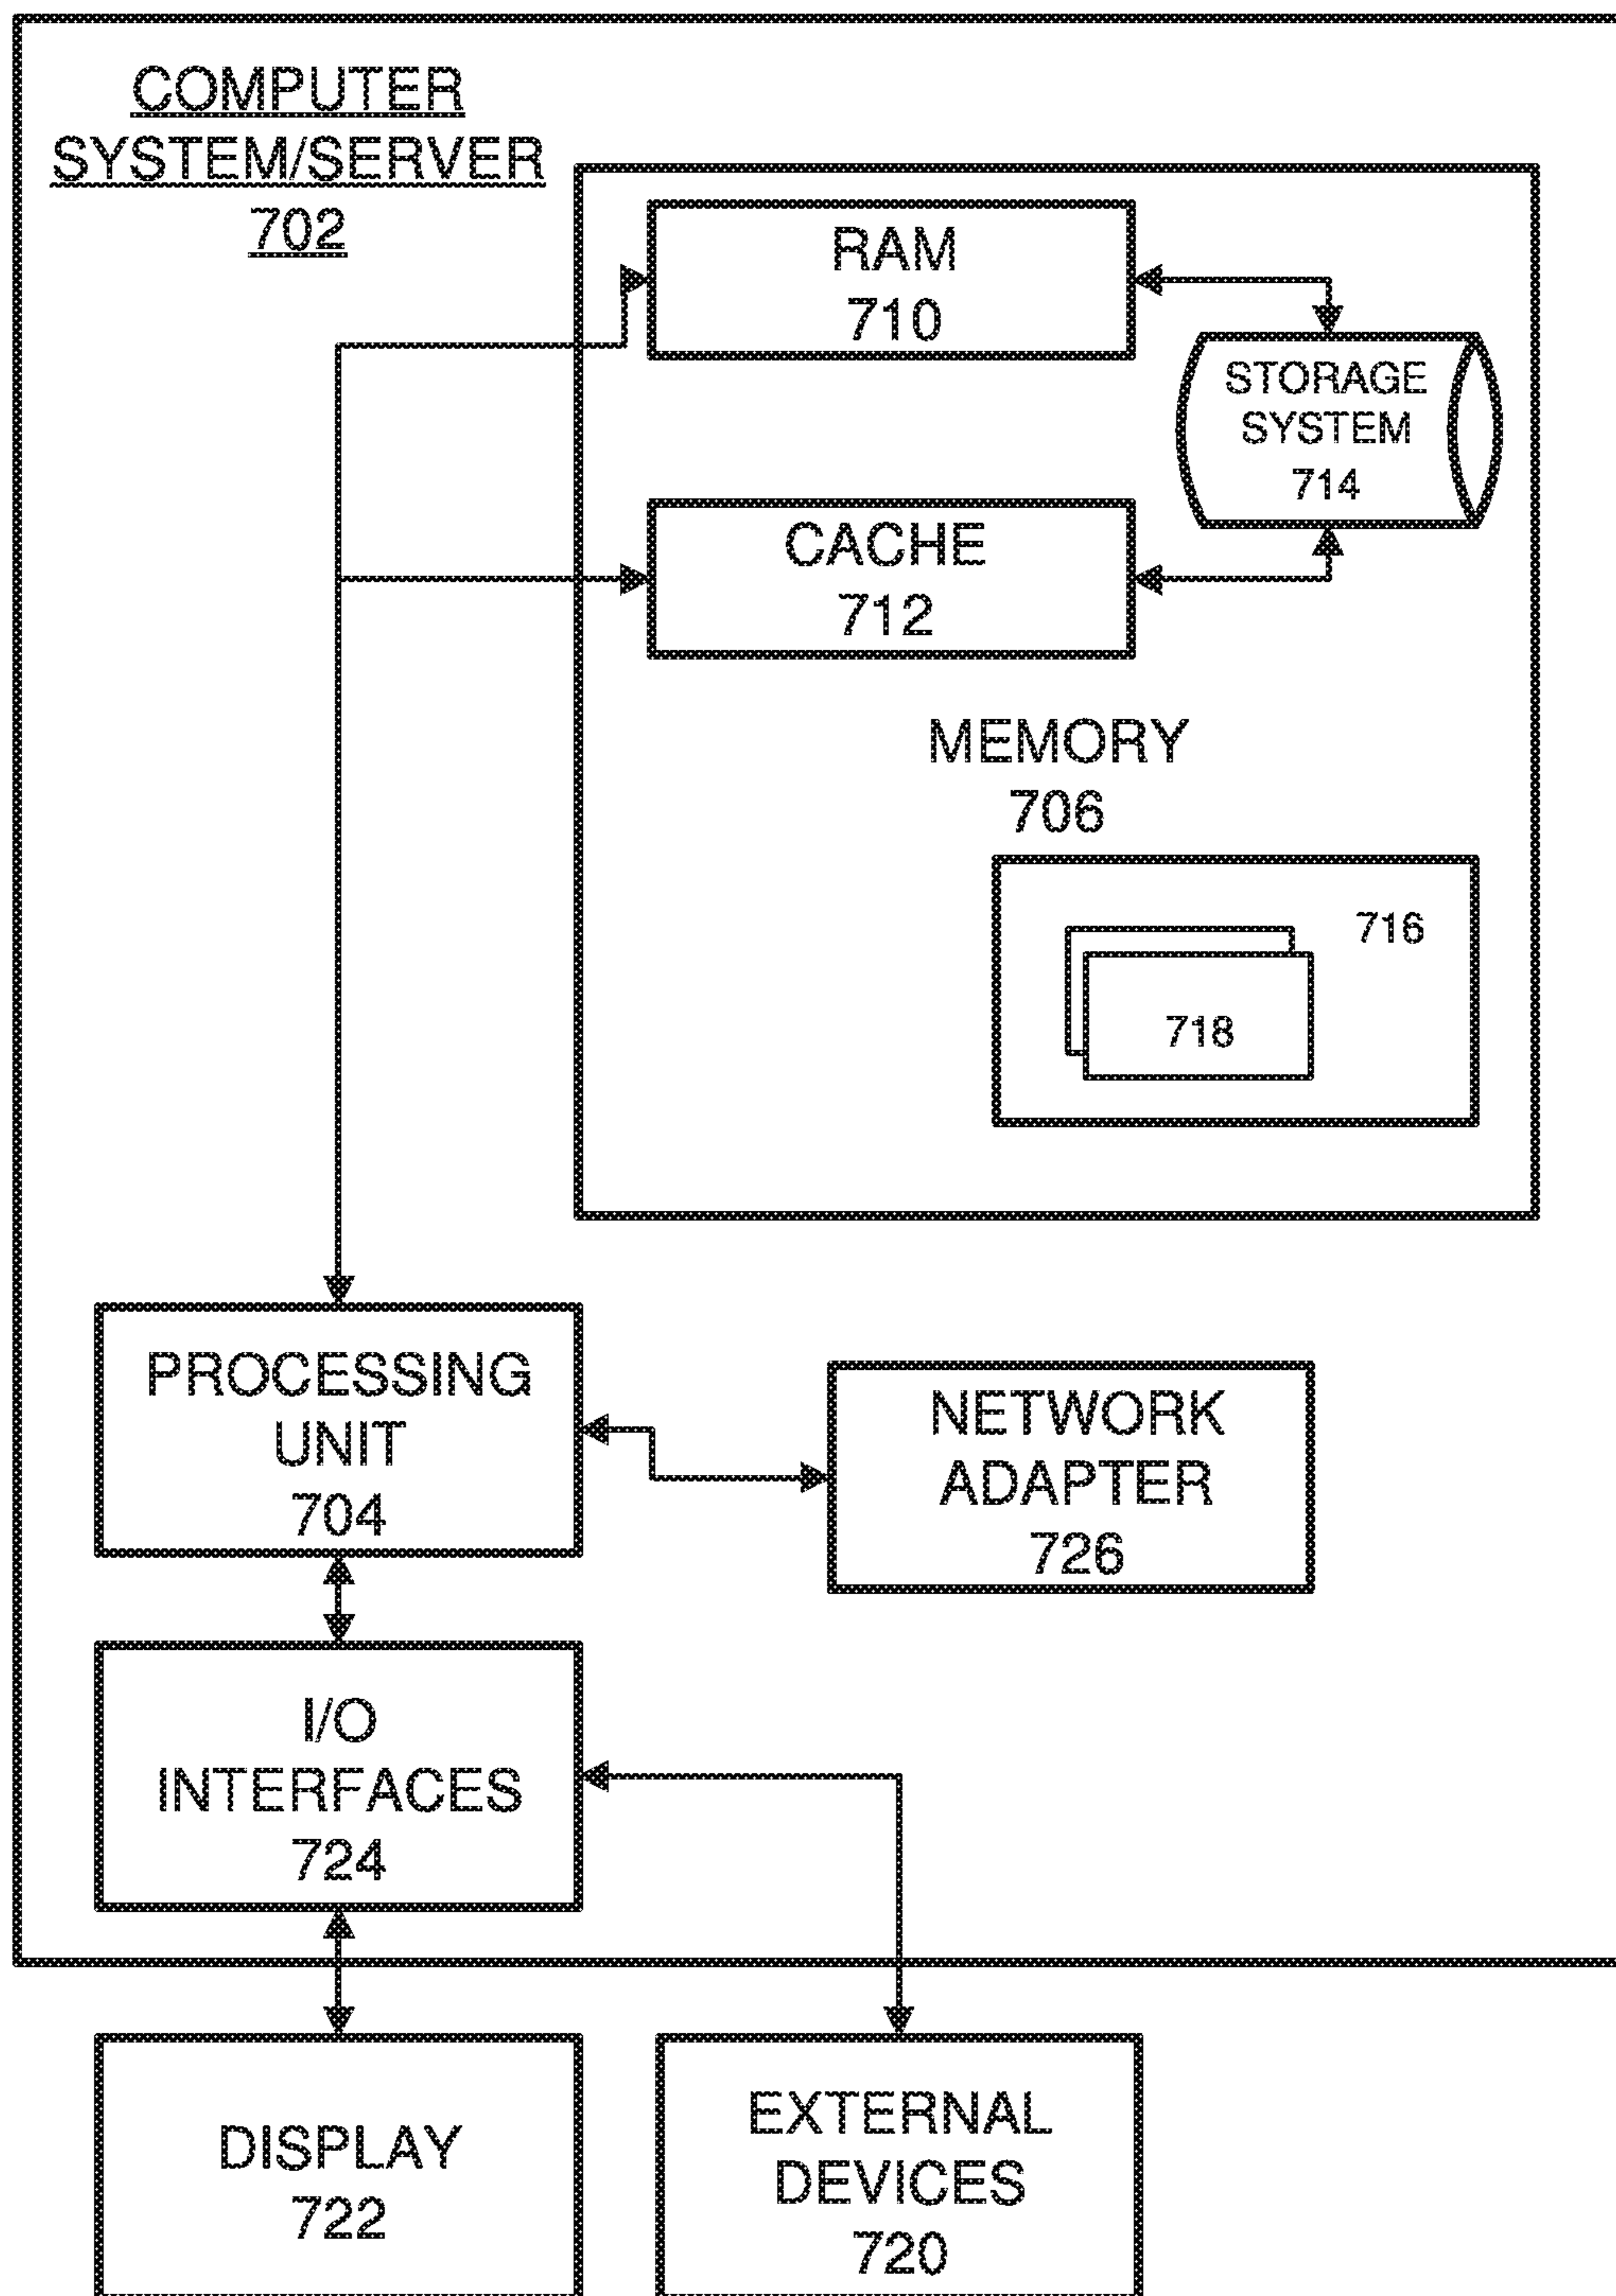 COMPUTER
SYSTEM/SERVER
702
RAM
710
STORAGE
SYSTEM
714
CACHE
712
MEMORY
706
716
718
PROCESSING
UNIT
704
NETWORK
ADAPTER
726
I/O
INTERFACES
724
DISPLAY
722
EXTERNAL
DEVICES
720